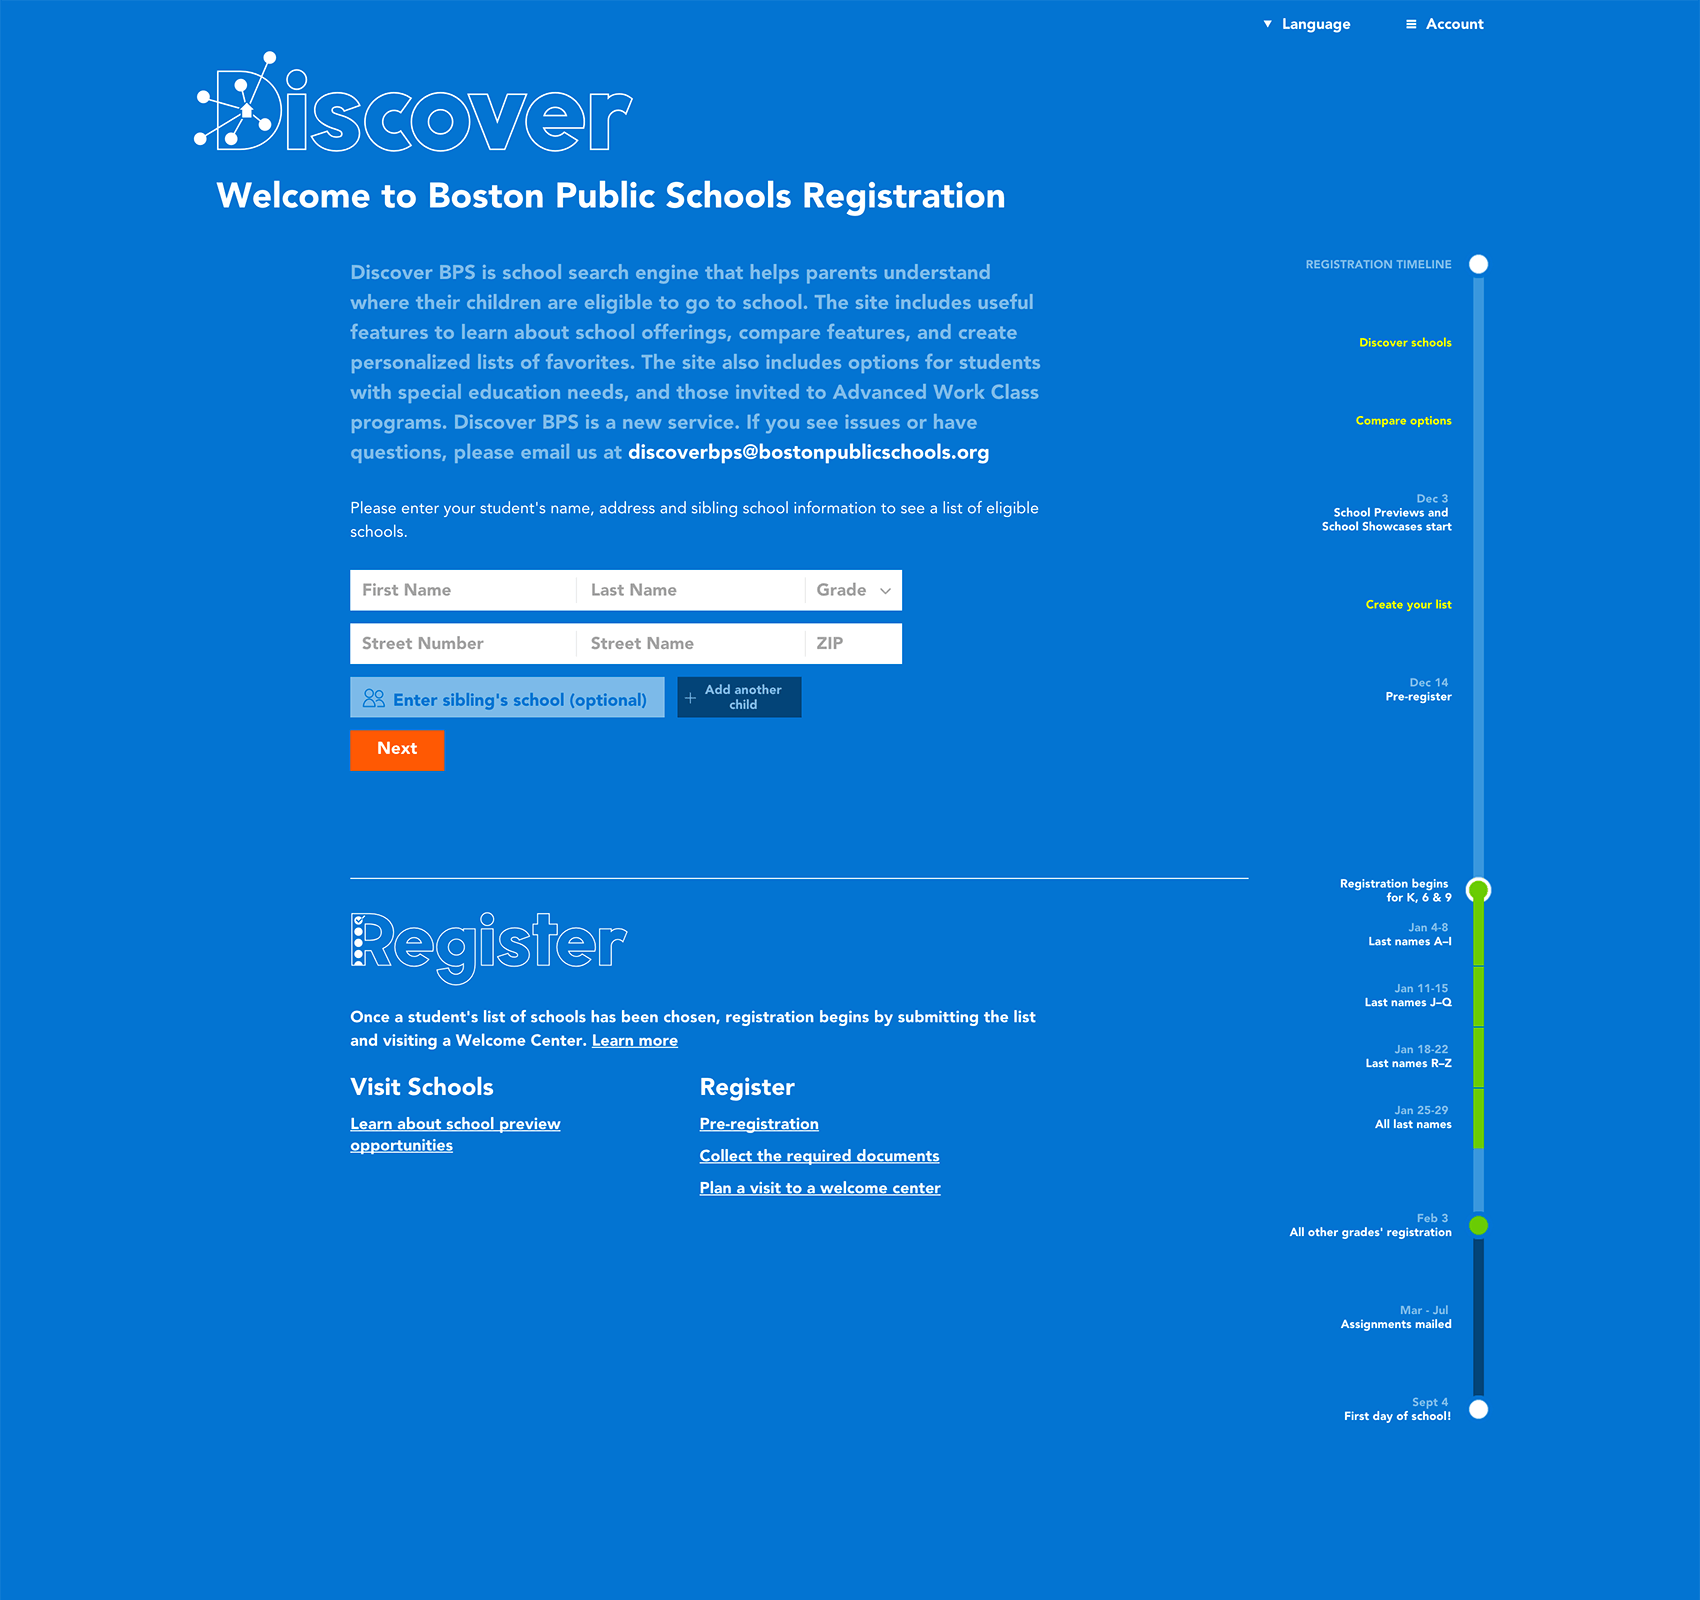 Language
Account
Discover
Welcome to Boston Public Schools Registration
Discover BPS is school search engine that helps parents understand
where their children are eligible to go to school. The site includes useful
features to learn about school offerings, compare features, and create
personalized lists of favorites. The site also includes options for students
with special education needs, and those invited to Advanced Work Class
programs. Discover BPS is a new service. If you see issues or have
questions, please email us at discoverbps@bostonpublicschools.org
Please enter your student's name, address and sibling school information to see a list of eligible
schools.
First Name
Last Name
Grade
Street Number
Street Name
ZIP
Enter sibling's school (optional)
Add another
child
Next
Register
Once a student's list of schools has been chosen, registration begins by submitting the list
and visiting a Welcome Center. Learn more
Visit Schools
Learn about school preview
opportunities
Register
Pre-registration
Collect the required documents
Plan a visit to a welcome center
REGISTRATION TIMELINE
Discover schools
Compare options
Dec 3
School Previews and
School Showcases start
Create your list
Dec 14
Pre-register
Registration begins
for K, 6 & 9
Jan 4-8
Last names A–I
Jan 11-15
Last names J–Q
Jan 18-22
Last names R–Z
Jan 25-29
All last names
Feb 3
All other grades' registration
Mar - Jul
Assignments mailed
Sept 4
First day of school!